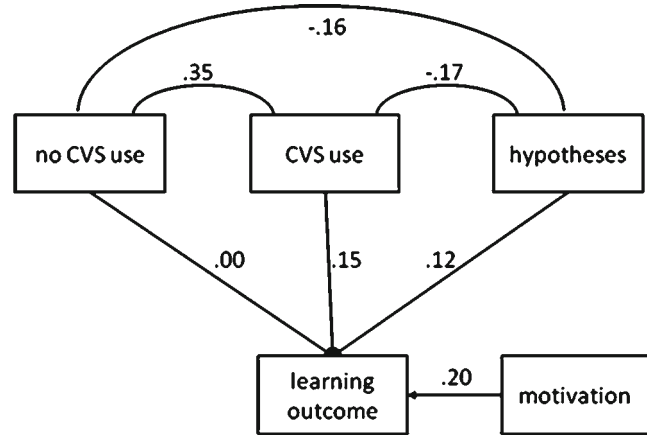 -.16
.35
-.17
no CVS use
CVS use
hypotheses
.00
.15
.12
learning
outcome
.20
motivation